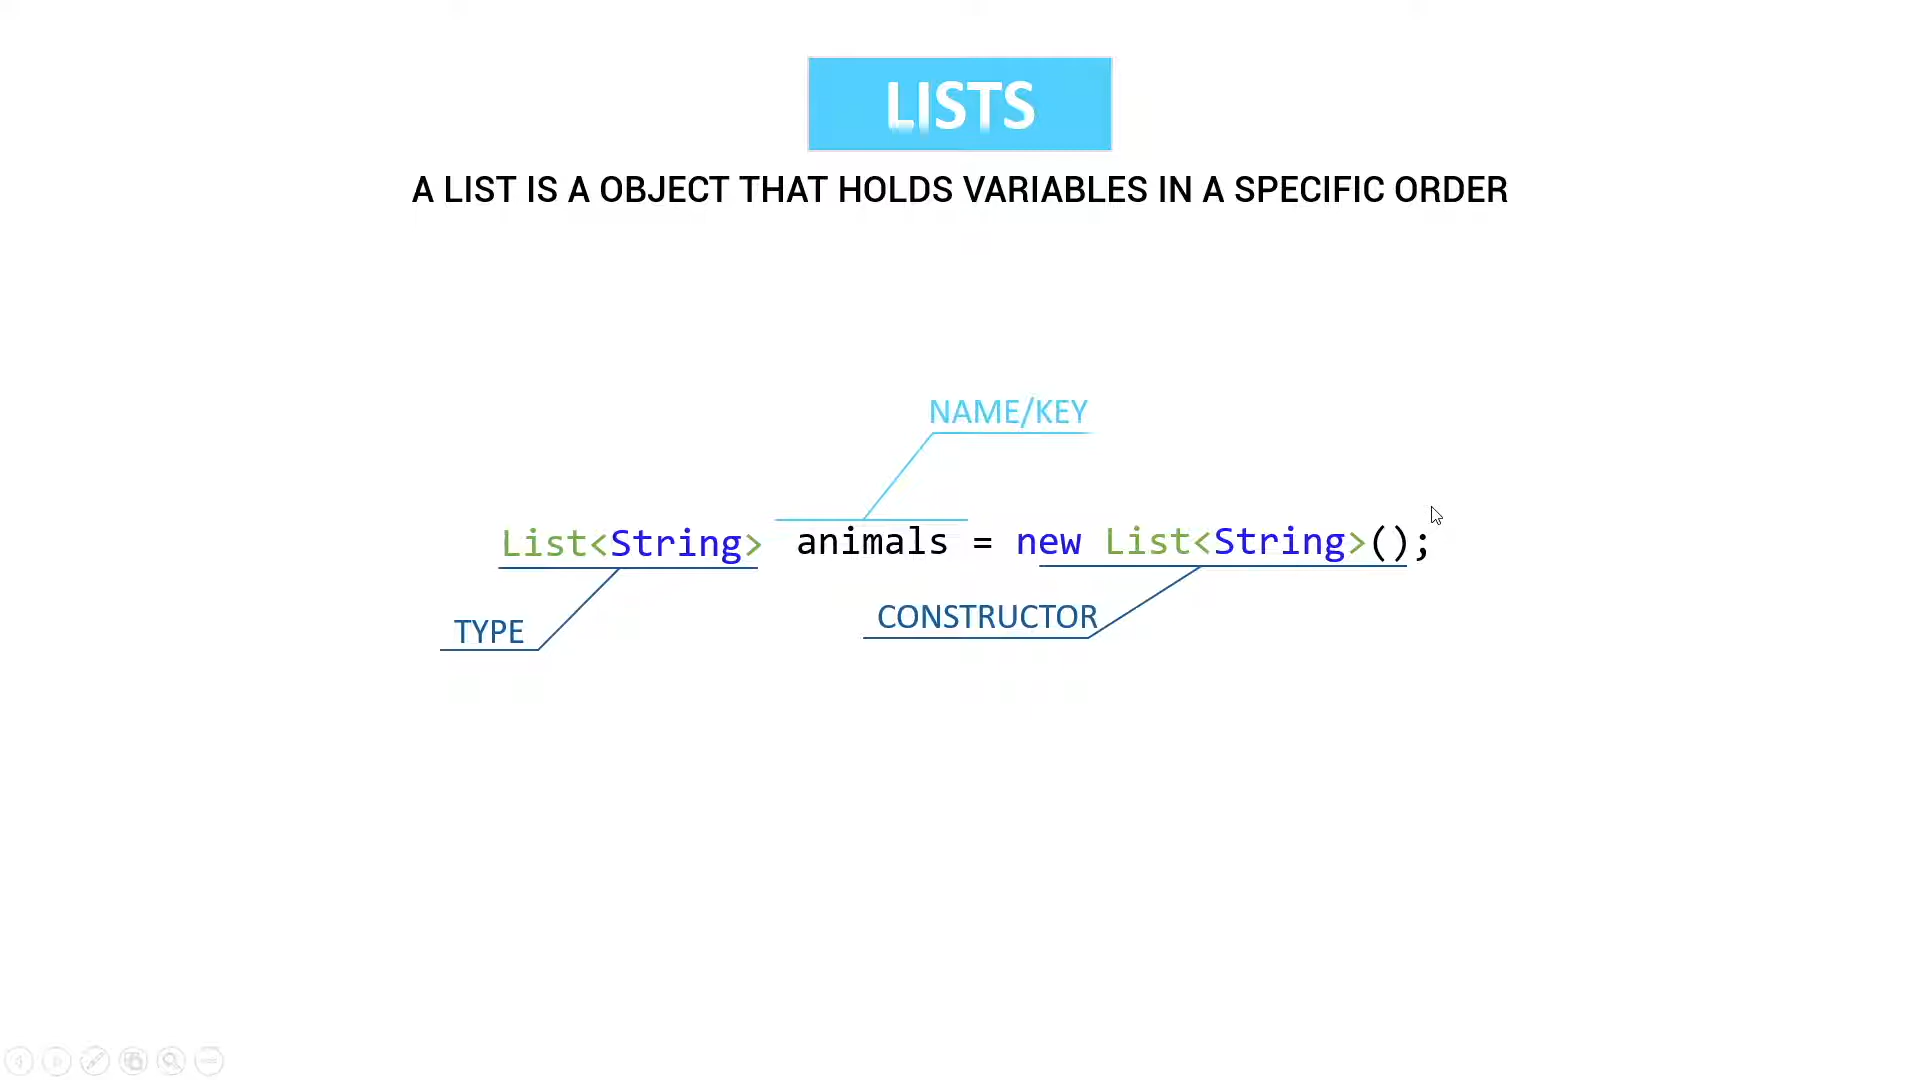 LISTS
A LIST IS A OBJECT THAT HOLDS VARIABLES IN A SPECIFIC ORDER
NAME/KEY
List<String> animals = new List<String>();
TYPE
CONSTRUCTOR